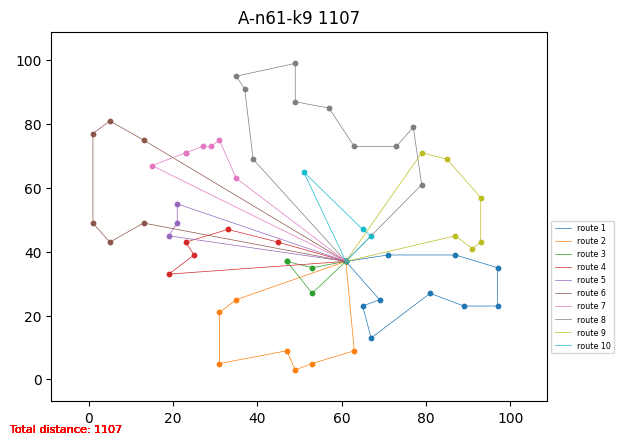 A-n61-k9 1107
100
80
60
40
20
0
0 20 40 60 80 100
route 1
route 2
route 3
route 4
route 5
route 6
route 7
route 8
route 9
route 10
Total distance: 1107